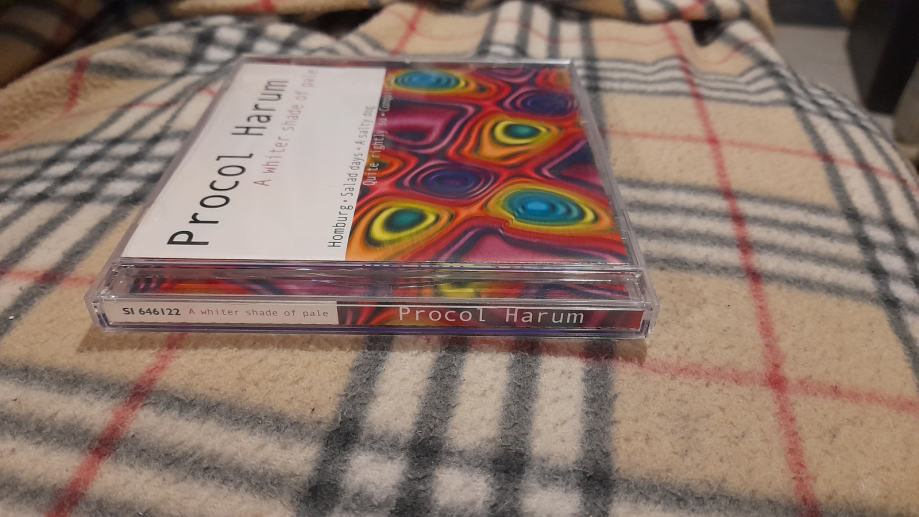 Procol Harum
A whiter shade of pale
Homburg • Salad days • A salty dog
Quite rightly so •
SI 646122 A whiter shade of pale Procol Harum